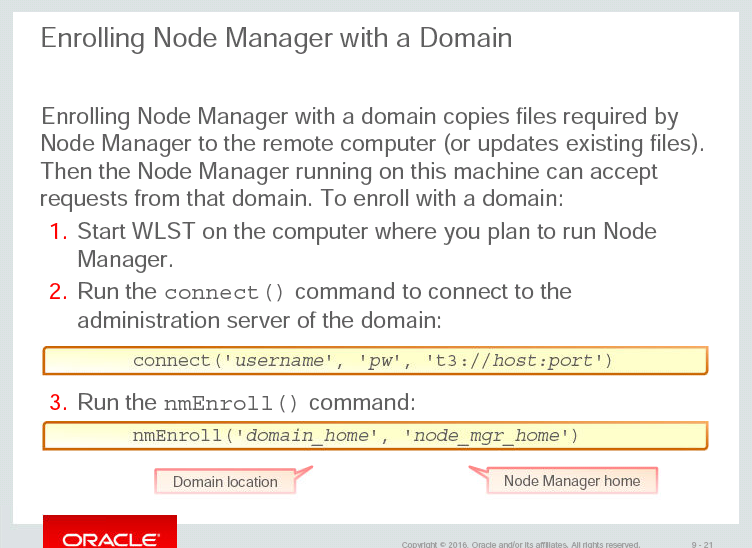 Enrolling Node Manager with a Domain
Enrolling Node Manager with a domain copies files required by
Node Manager to the remote computer (or updates existing files).
Then the Node Manager running on this machine can accept
requests from that domain. To enroll with a domain:
1. Start WLST on the computer where you plan to run Node
Manager.
2. Run the connect() command to connect to the
administration server of the domain:
connect('username', 'pw', 't3://host:port')
3. Run the nmEnroll() command:
nmEnroll('domain_home', 'node_mgr_home')
Domain location
Node Manager home
ORACLE
Copyright © 2016, Oracle and/or its affiliates. All rights reserved.
9 - 21